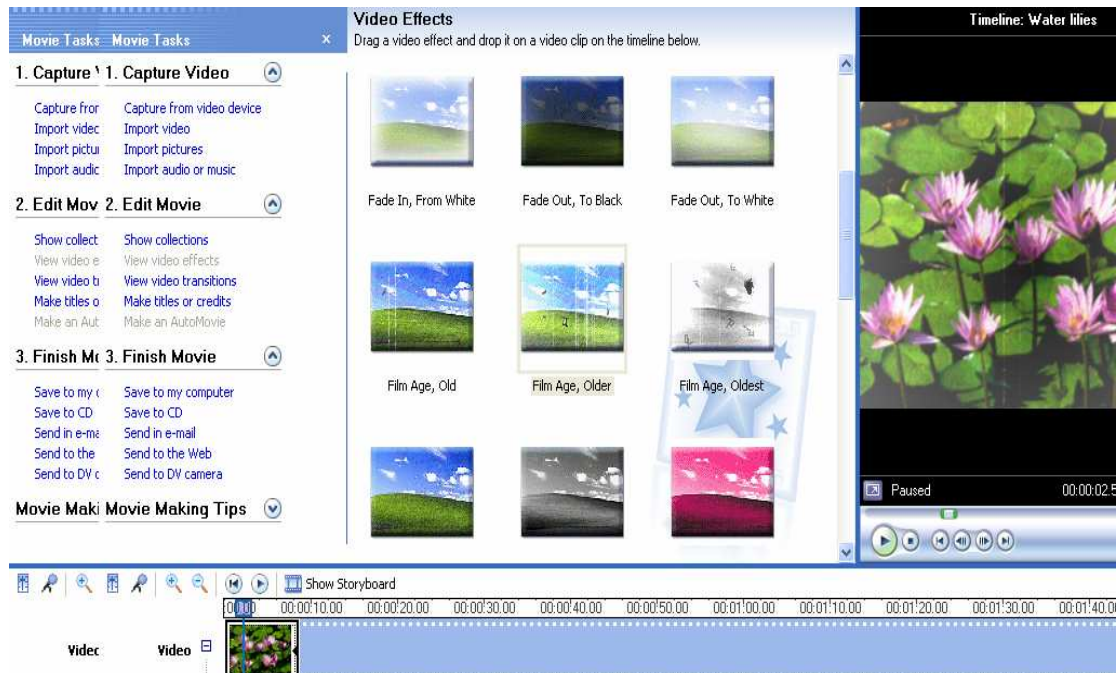 Movie Tasks Movie Tasks
1. Capture V 1. Capture Video
Capture fror Capture from video device
Import videc Import video
Import pictur Import pictures
Import audic Import audio or music
2. Edit Mov 2. Edit Movie
Show collect Show collections
View video e View video effects
View video tr View video transitions
Make titles o Make titles or credits
Make an Aut Make an AutoMovie
3. Finish Mo 3. Finish Movie
Save to my c Save to my computer
Save to CD Save to CD
Send in e-ma Send in e-mail
Send to the Send to the Web
Send to DV c Send to DV camera
Movie Maki Movie Making Tips
Video Effects
Drag a video effect and drop it on a video clip on the timeline below.
Fade In, From White Fade Out, To Black Fade Out, To White
Film Age, Old Film Age, Older Film Age, Oldest
Timeline: Water lilies
Paused 00:00:02.5
Show Storyboard
00:00:10.00 00:00:20.00 00:00:30.00 00:00:40.00 00:00:50.00 00:01:00.00 00:01:10.00 00:01:20.00 00:01:30.00 00:01:40.00
Videc Video